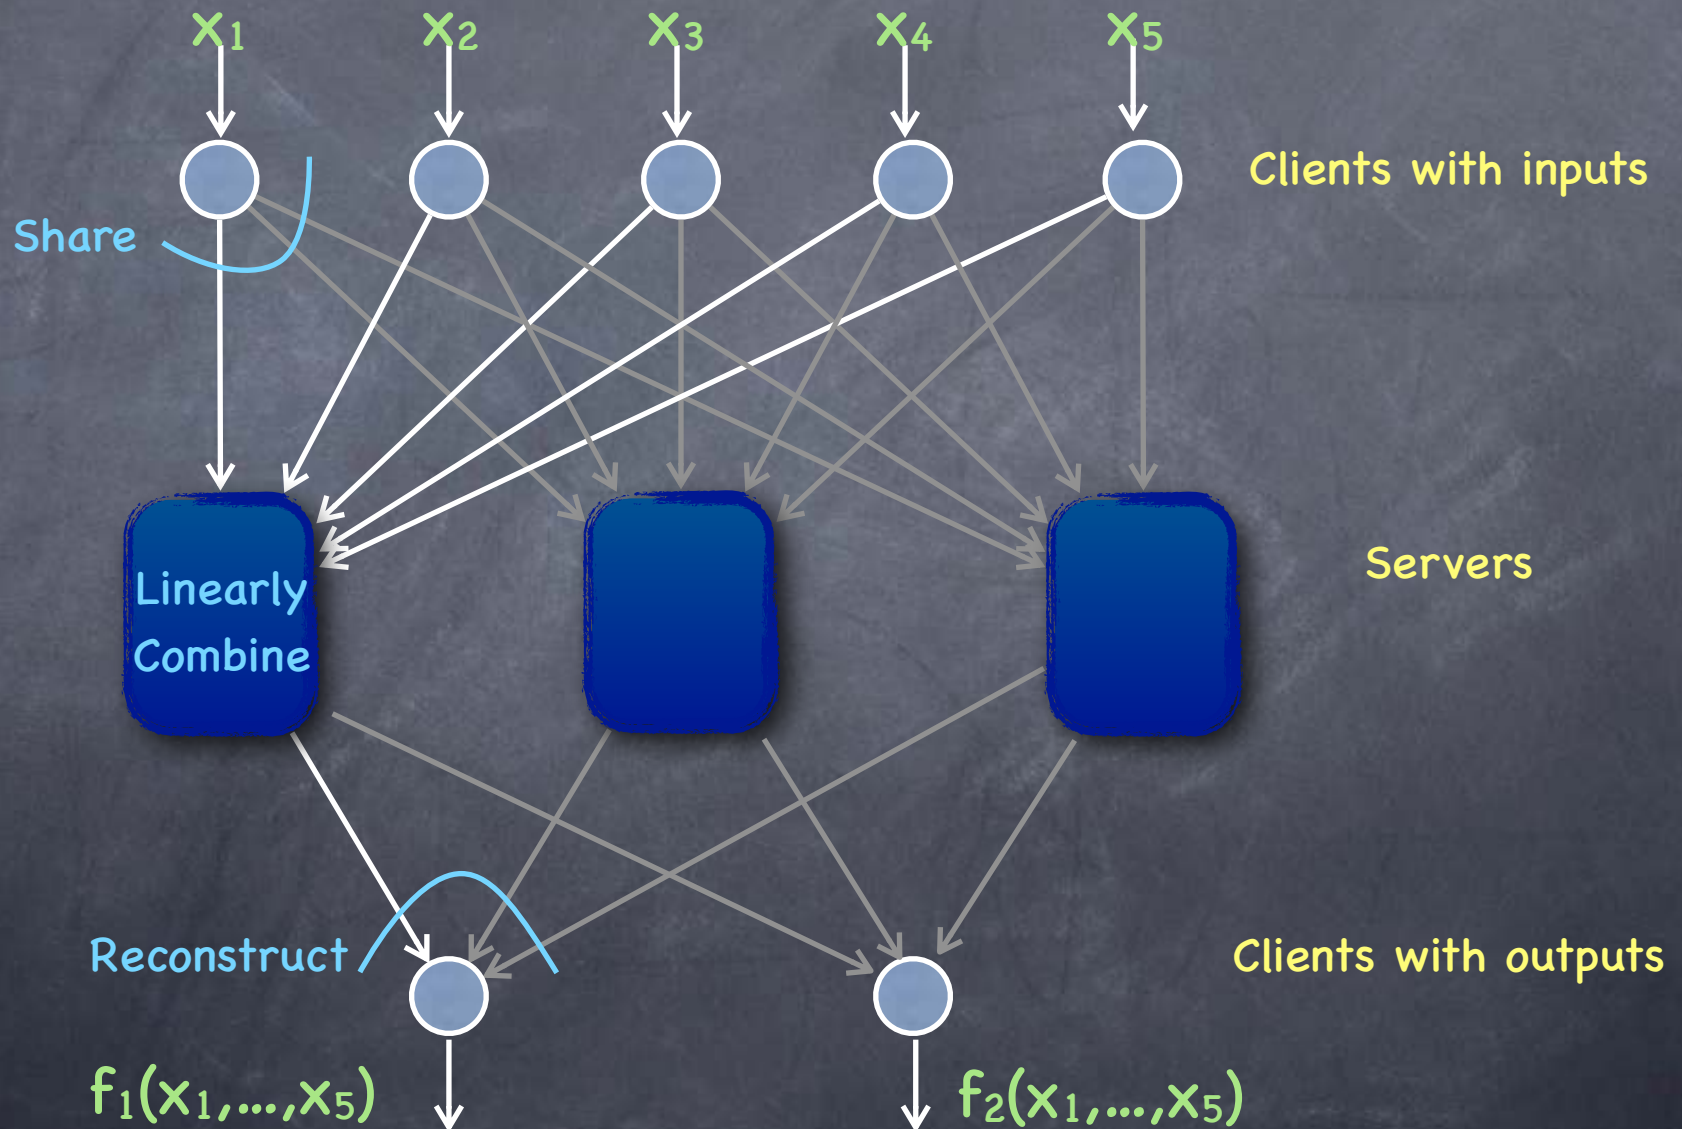 x₁ x₂ x₃ x₄ x₅
Clients with inputs
Share
Linearly
Combine
Servers
Reconstruct
Clients with outputs
f₁(x₁,...,x₅)
f₂(x₁,...,x₅)